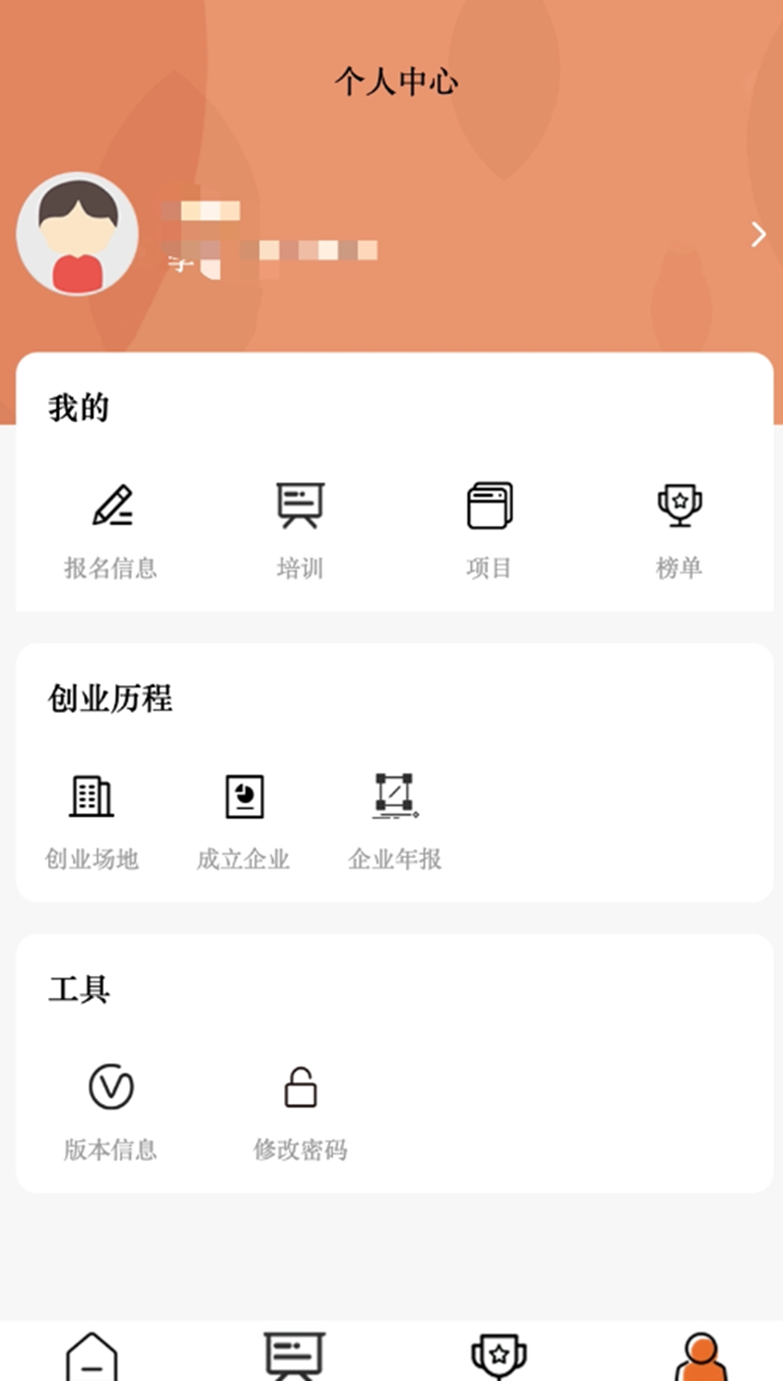 个人中心
我的
报名信息 培训 项目 榜单
创业历程
创业场地 成立企业 企业年报
工具
版本信息 修改密码